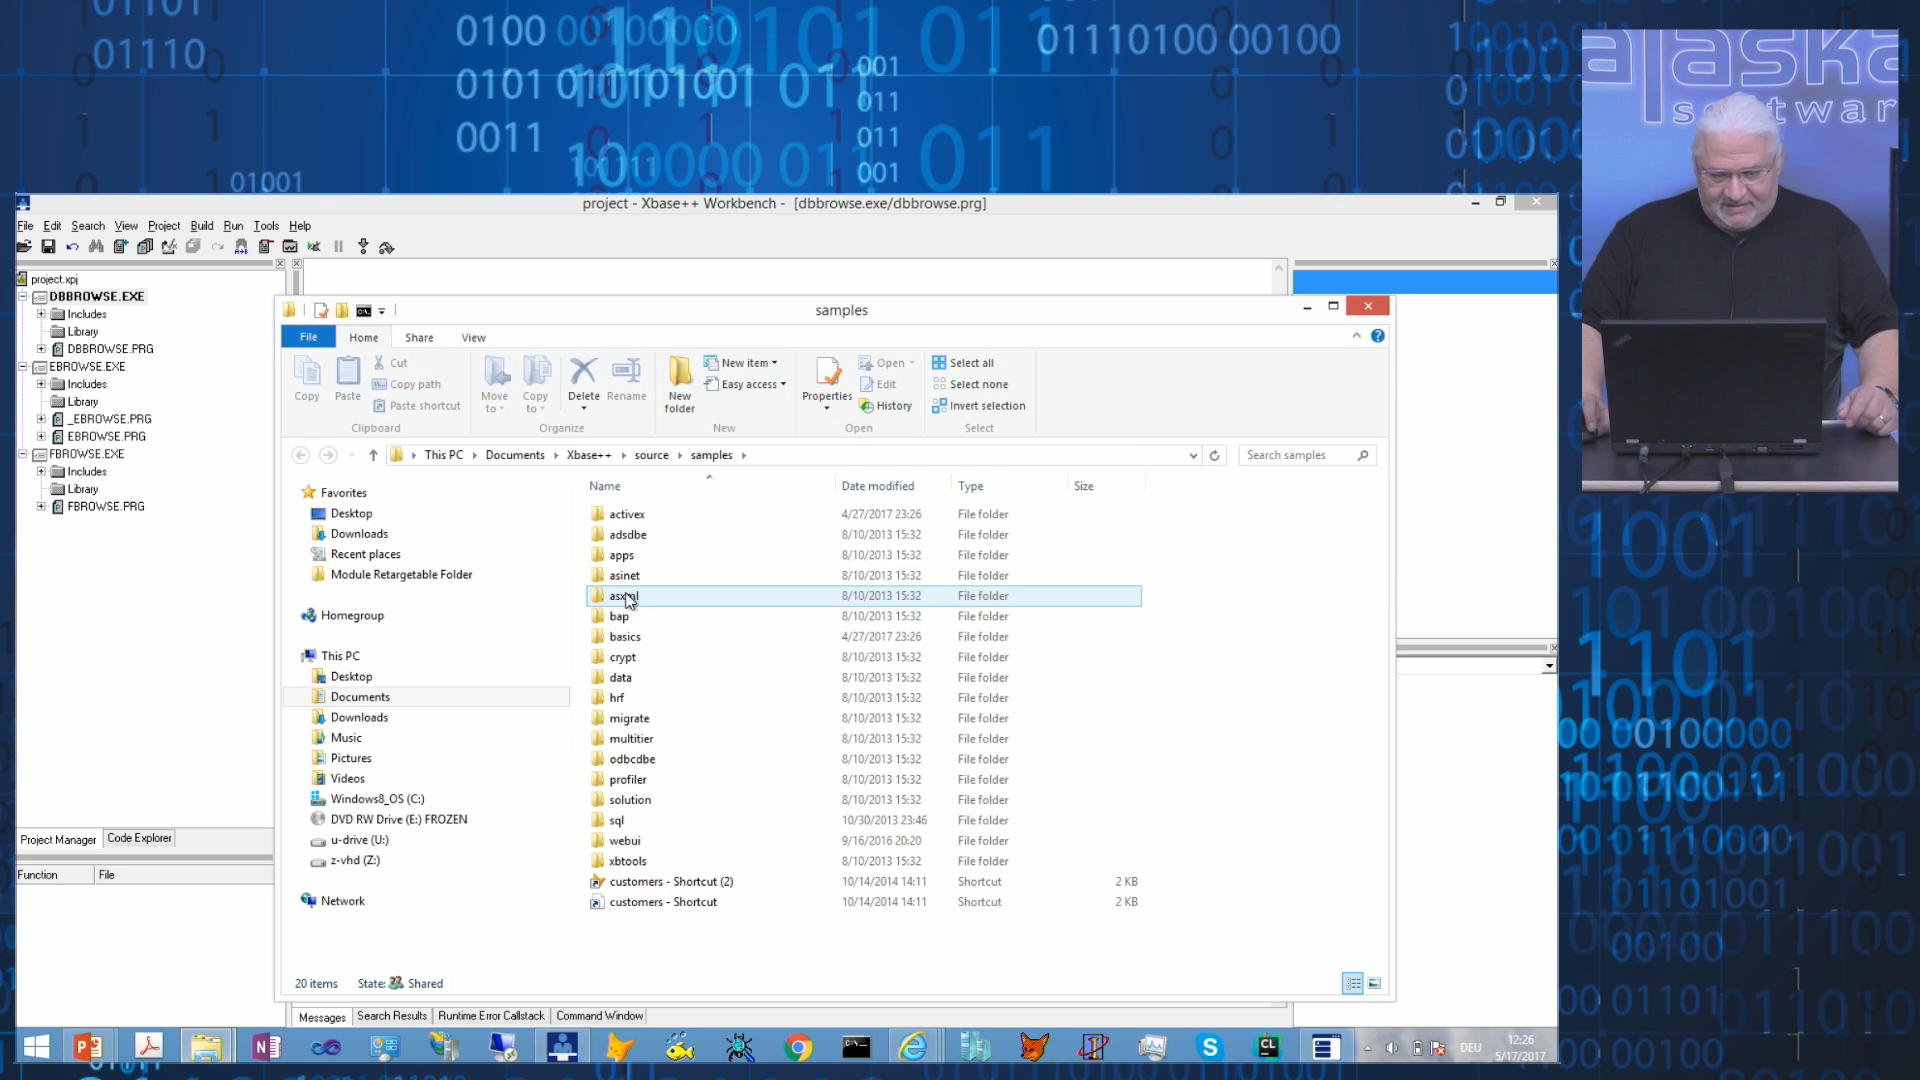 alaska
software
project - Xbase++ Workbench - [dbbrowse.exe/dbbrowse.prg]
File Edit Search View Project Build Run Tools Help
project.xpj
DBBROWSE.EXE
Includes
Library
DBBROWSE.PRG
EBROWSE.EXE
Includes
Library
_EBROWSE.PRG
EBROWSE.PRG
FBROWSE.EXE
Includes
Library
FBROWSE.PRG
Project Manager Code Explorer
Function File
samples
File Home Share View
Copy
Paste
Cut
Copy path
Paste shortcut
Clipboard
Move to
Copy to
Delete
Rename
Organize
New folder
New item
Easy access
New
Properties
Open
Edit
History
Open
Select all
Select none
Invert selection
Select
This PC Documents Xbase++ source samples
Search samples
Favorites
Desktop
Downloads
Recent places
Module Retargetable Folder
Homegroup
This PC
Desktop
Documents
Downloads
Music
Pictures
Videos
Windows8_OS (C:)
DVD RW Drive (E:) FROZEN
u-drive (U:)
z-vhd (Z:)
Network
Name Date modified Type Size
activex 4/27/2017 23:26 File folder
adsdbe 8/10/2013 15:32 File folder
apps 8/10/2013 15:32 File folder
asinet 8/10/2013 15:32 File folder
asxml 8/10/2013 15:32 File folder
bap 8/10/2013 15:32 File folder
basics 4/27/2017 23:26 File folder
crypt 8/10/2013 15:32 File folder
data 8/10/2013 15:32 File folder
hrf 8/10/2013 15:32 File folder
migrate 8/10/2013 15:32 File folder
multitier 8/10/2013 15:32 File folder
odbcdbe 8/10/2013 15:32 File folder
profiler 8/10/2013 15:32 File folder
solution 8/10/2013 15:32 File folder
sql 10/30/2013 23:46 File folder
webui 9/16/2016 20:20 File folder
xbtools 8/10/2013 15:32 File folder
customers - Shortcut (2) 10/14/2014 14:11 Shortcut 2 KB
customers - Shortcut 10/14/2014 14:11 Shortcut 2 KB
20 items State: Shared
Messages Search Results Runtime Error Callstack Command Window
DEU
12:26
5/17/2017